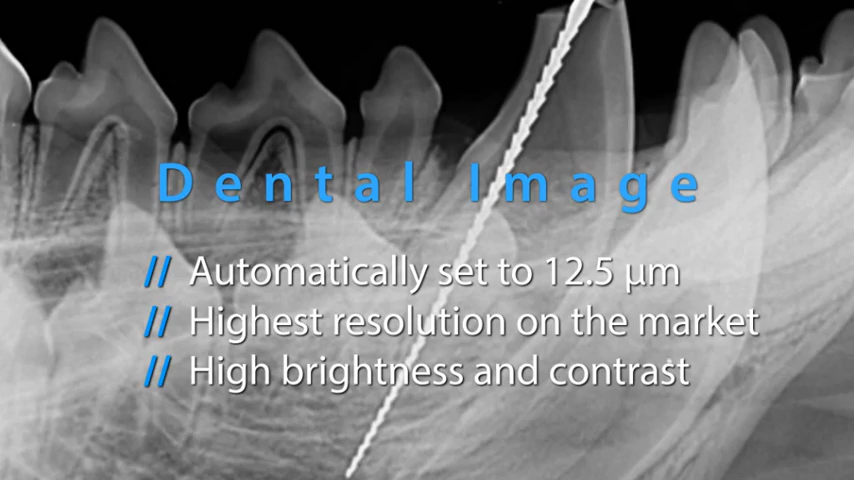 Dental Image
// Automatically set to 12.5 µm
// Highest resolution on the market
// High brightness and contrast